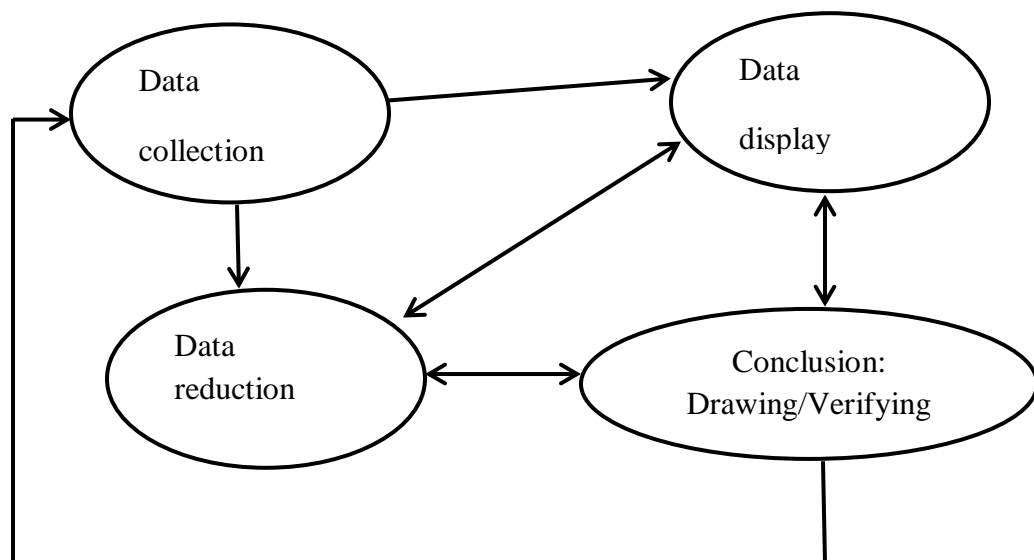 Data
collection
Data
display
Data
reduction
Conclusion:
Drawing/Verifying